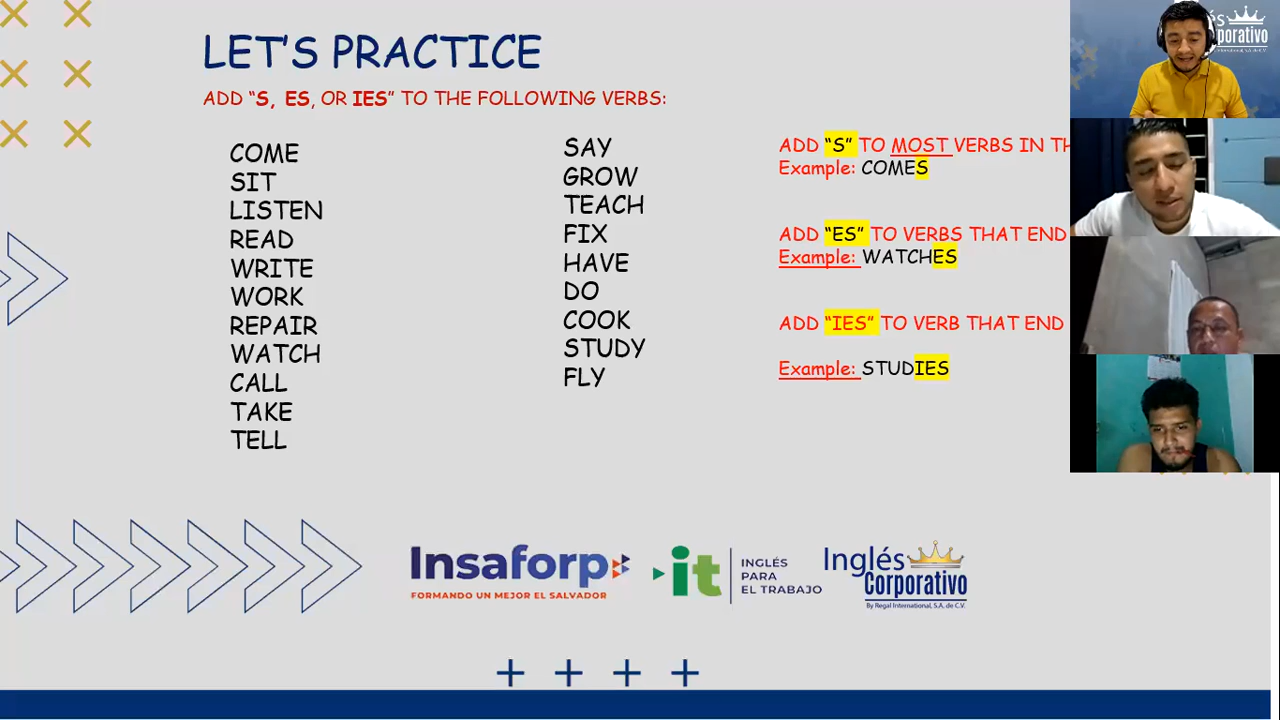 LET'S PRACTICE
ADD “S, ES, OR IES” TO THE FOLLOWING VERBS:
COME
SIT
LISTEN
READ
WRITE
WORK
REPAIR
WATCH
CALL
TAKE
TELL
SAY
GROW
TEACH
FIX
HAVE
DO
COOK
STUDY
FLY
ADD “S” TO MOST VERBS IN
Example: COMES
ADD “ES” TO VERBS THAT END
Example: WATCHES
ADD “IES” TO VERB THAT END
Example: STUDIES
Insaforp
FORMANDO UN MEJOR EL SALVADOR
it
INGLÉS
PARA
EL TRABAJO
Inglés
Corporativo
By Regal International, S.A. de C.V.